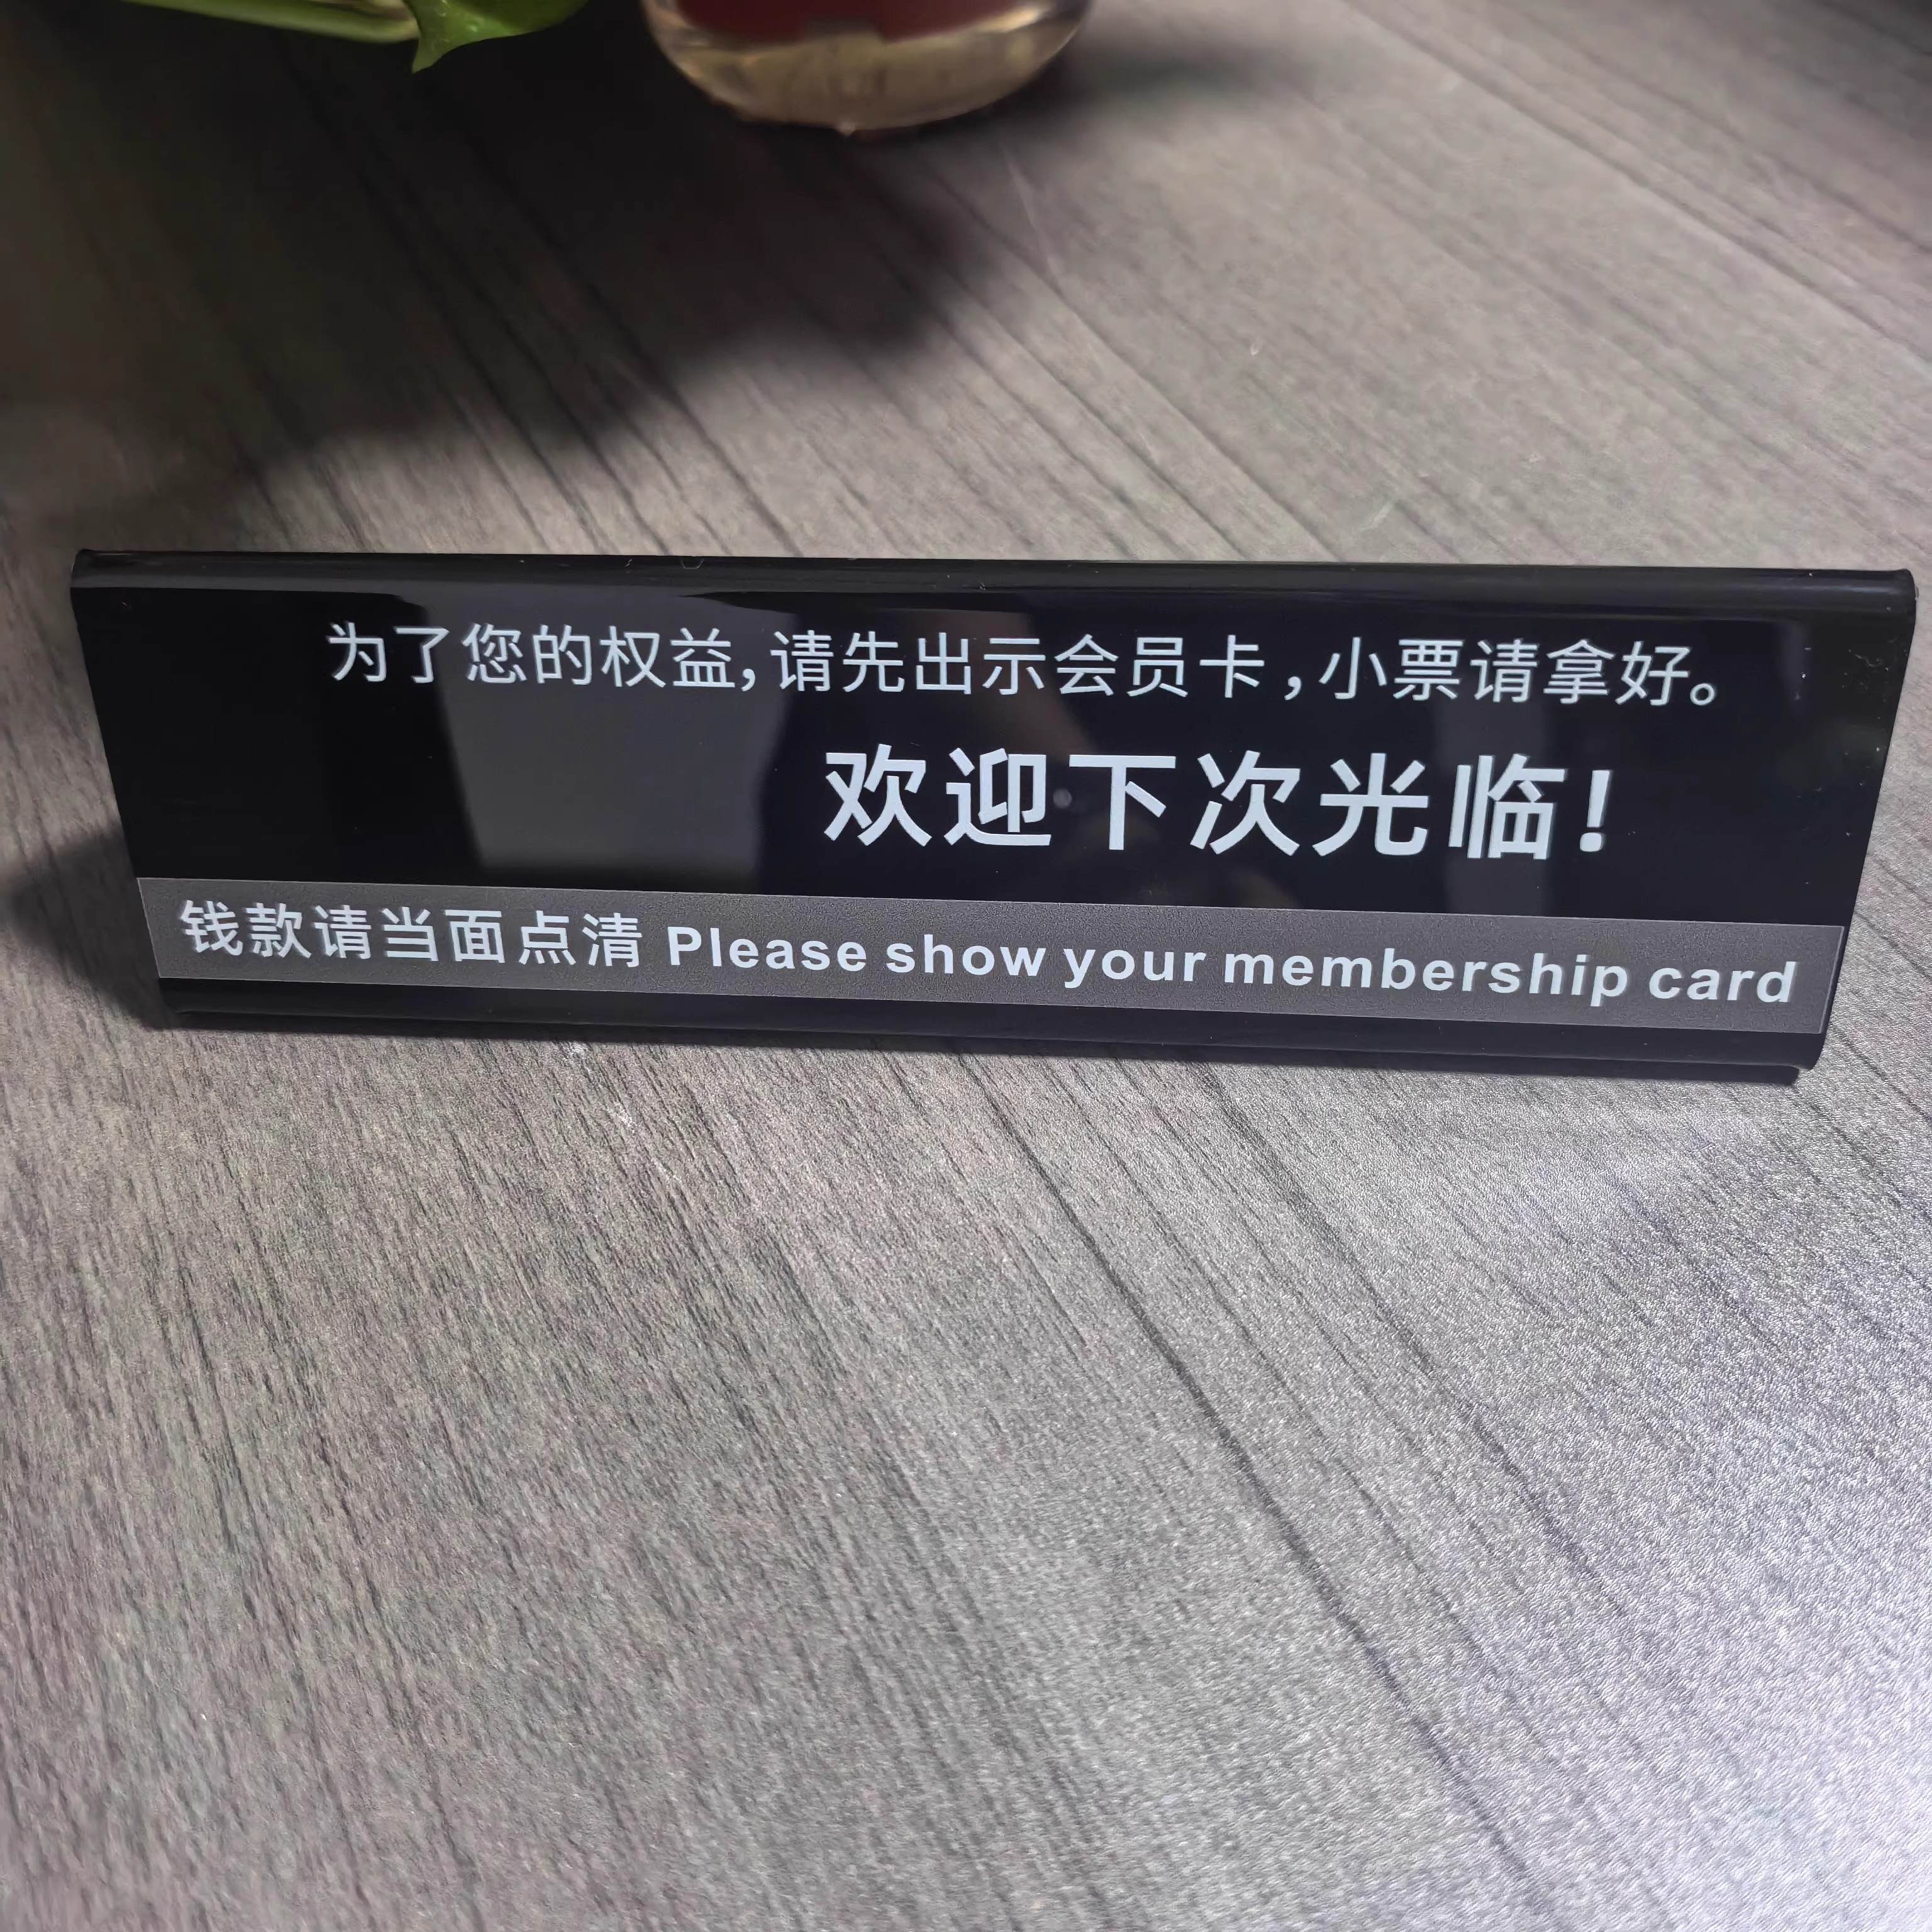 为了您的权益,请先出示会员卡,小票请拿好。
欢迎下次光临!
钱款请当面点清 Please show your membership card